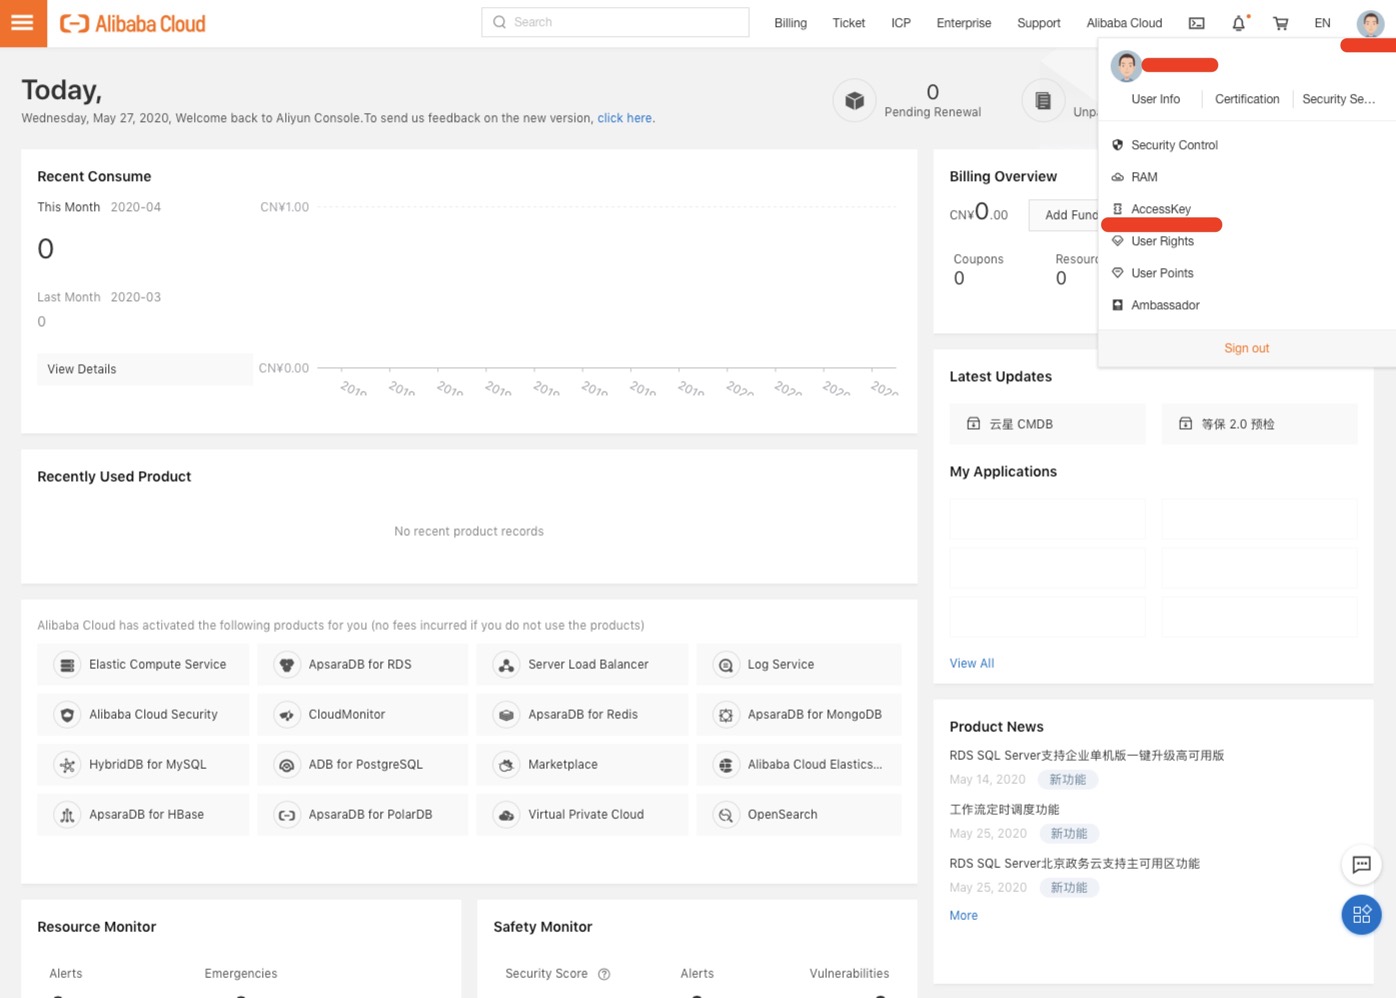 Alibaba Cloud
Search
Billing
Ticket
ICP
Enterprise
Support
Alibaba Cloud
EN
User Info
Certification
Security Se...
Security Control
RAM
AccessKey
User Rights
User Points
Ambassador
Sign out
Today,
Wednesday, May 27, 2020, Welcome back to Aliyun Console.To send us feedback on the new version, click here.
0
Pending Renewal
Recent Consume
This Month 2020-04
0
Last Month 2020-03
0
View Details
CN¥1.00
CN¥0.00
2019 2019 2019 2019 2019 2019 2019 2019 2020 2020 2020 2020
Billing Overview
CN¥0.00
Add Fund
Coupons
0
0
Latest Updates
云星 CMDB
等保 2.0 预检
My Applications
View All
Recently Used Product
No recent product records
Alibaba Cloud has activated the following products for you (no fees incurred if you do not use the products)
Elastic Compute Service
ApsaraDB for RDS
Server Load Balancer
Log Service
Alibaba Cloud Security
CloudMonitor
ApsaraDB for Redis
ApsaraDB for MongoDB
HybridDB for MySQL
ADB for PostgreSQL
Marketplace
Alibaba Cloud Elastics...
ApsaraDB for HBase
ApsaraDB for PolarDB
Virtual Private Cloud
OpenSearch
Product News
RDS SQL Server支持企业单机版一键升级高可用版
May 14, 2020 新功能
工作流定时调度功能
May 25, 2020 新功能
RDS SQL Server北京政务云支持主可用区功能
May 25, 2020 新功能
More
Resource Monitor
Alerts
Emergencies
Safety Monitor
Security Score
Alerts
Vulnerabilities